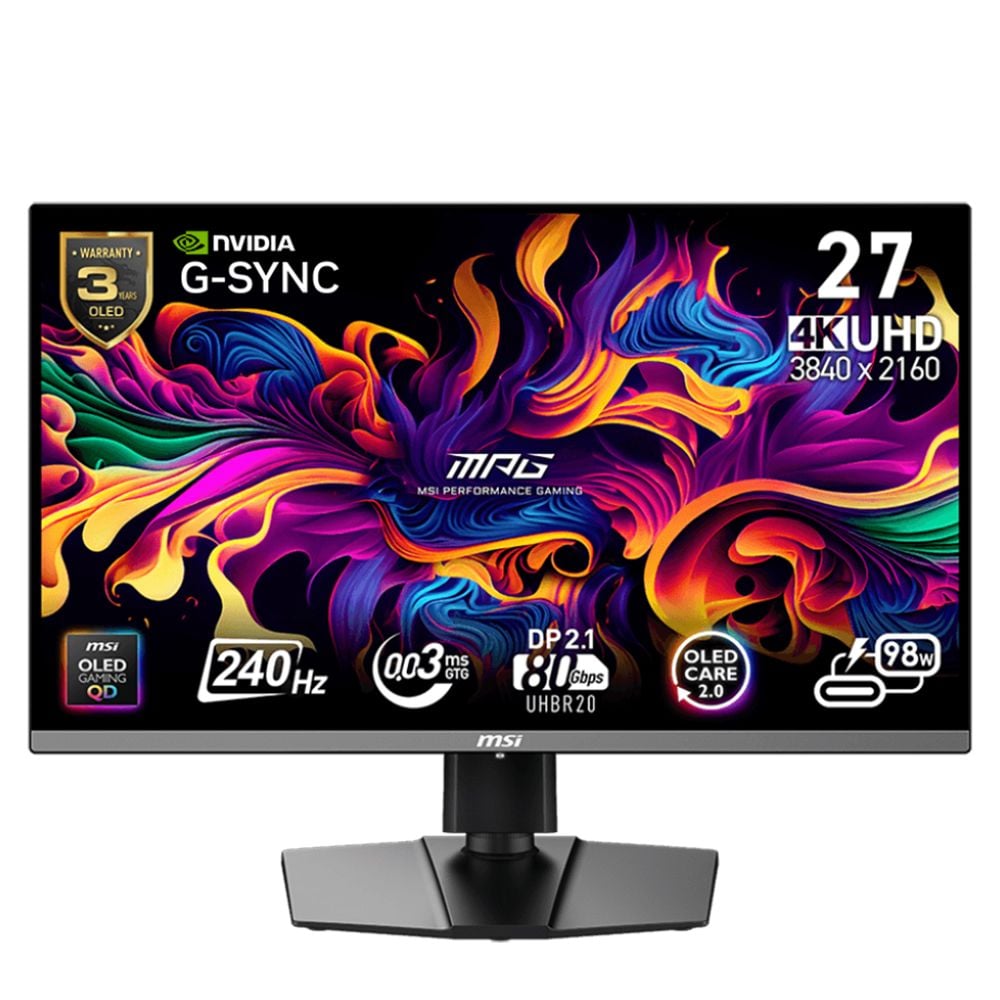 WARRANTY
3 YEARS
OLED
NVIDIA
G-SYNC
27
4K UHD
3840 x 2160
MPG
MSI PERFORMANCE GAMING
msi
OLED
GAMING
QD
240Hz
0.03ms
GTG
DP 2.1
80Gbps
UHBR20
OLED
CARE
2.0
98W
msi